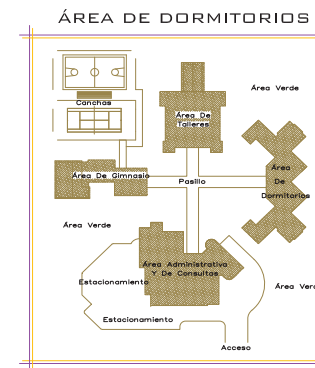 ÁREA DE DORMITORIOS
Área Verde
Canchas
Área De
Talleres
Área De Gimnasio
Pasillo
Área
De
Dormitorios
Área Verde
Área Administrativa
Y De Consultas
Estacionamiento
Área Verd
Estacionamiento
Acceso